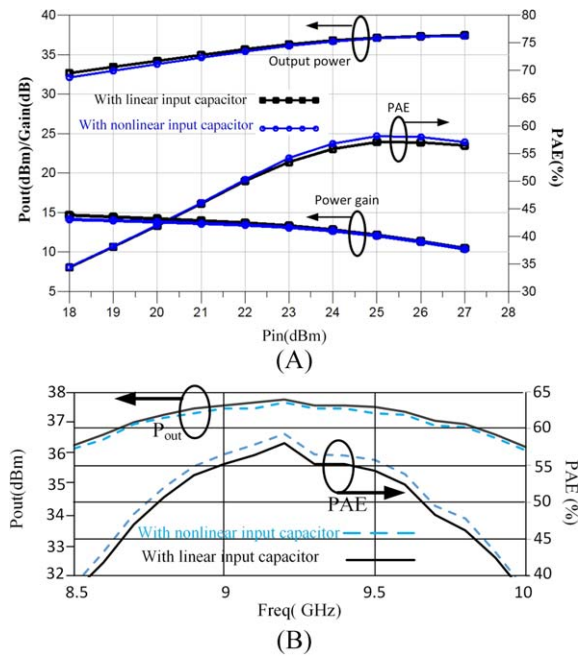 40
35
30
25
20
15
10
5
Pout(dBm)/Gain(dB)
80
75
70
65
60
55
50
45
40
35
30
PAE(%)
Output power
With linear input capacitor
With nonlinear input capacitor
PAE
Power gain
18 19 20 21 22 23 24 25 26 27 28
Pin(dBm)
(A)
38
37
36
35
34
33
32
Pout(dBm)
65
60
55
50
45
40
PAE (%)
Pout
PAE
With nonlinear input capacitor
With linear input capacitor
8.5 9 9.5 10
Freq( GHz)
(B)